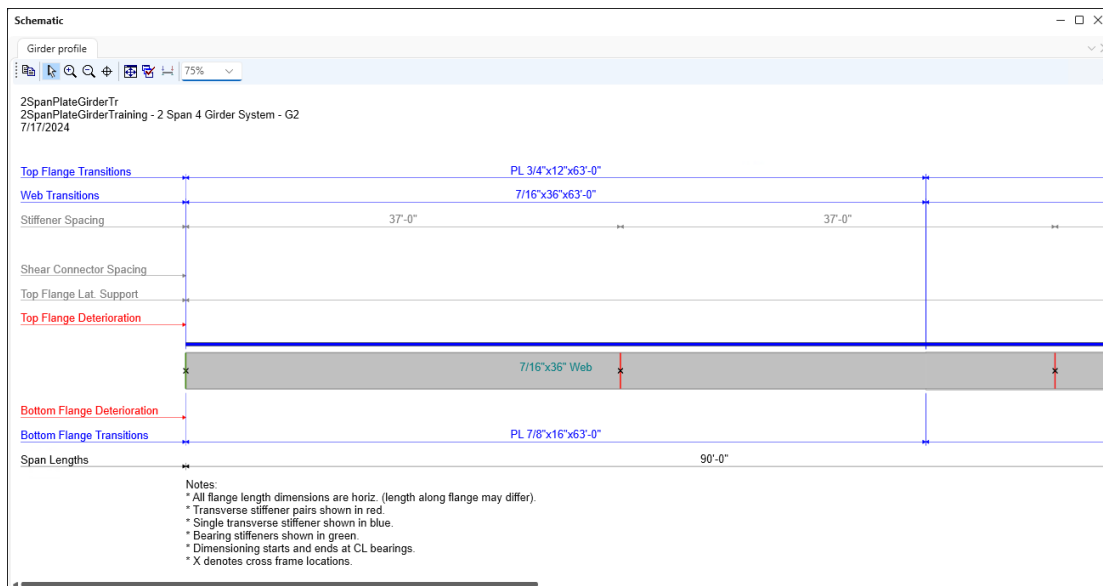 Schematic
Girder profile
75%
2SpanPlateGirderTr
2SpanPlateGirderTraining - 2 Span 4 Girder System - G2
7/17/2024
Top Flange Transitions
PL 3/4"x12"x63'-0"
Web Transitions
7/16"x36"x63'-0"
Stiffener Spacing
37'-0"
37'-0"
Shear Connector Spacing
Top Flange Lat. Support
Top Flange Deterioration
7/16"x36" Web
X
X
X
Bottom Flange Deterioration
Bottom Flange Transitions
PL 7/8"x16"x63'-0"
Span Lengths
90'-0"
Notes:
* All flange length dimensions are horiz. (length along flange may differ).
* Transverse stiffener pairs shown in red.
* Single transverse stiffener shown in blue.
* Bearing stiffeners shown in green.
* Dimensioning starts and ends at CL bearings.
* X denotes cross frame locations.